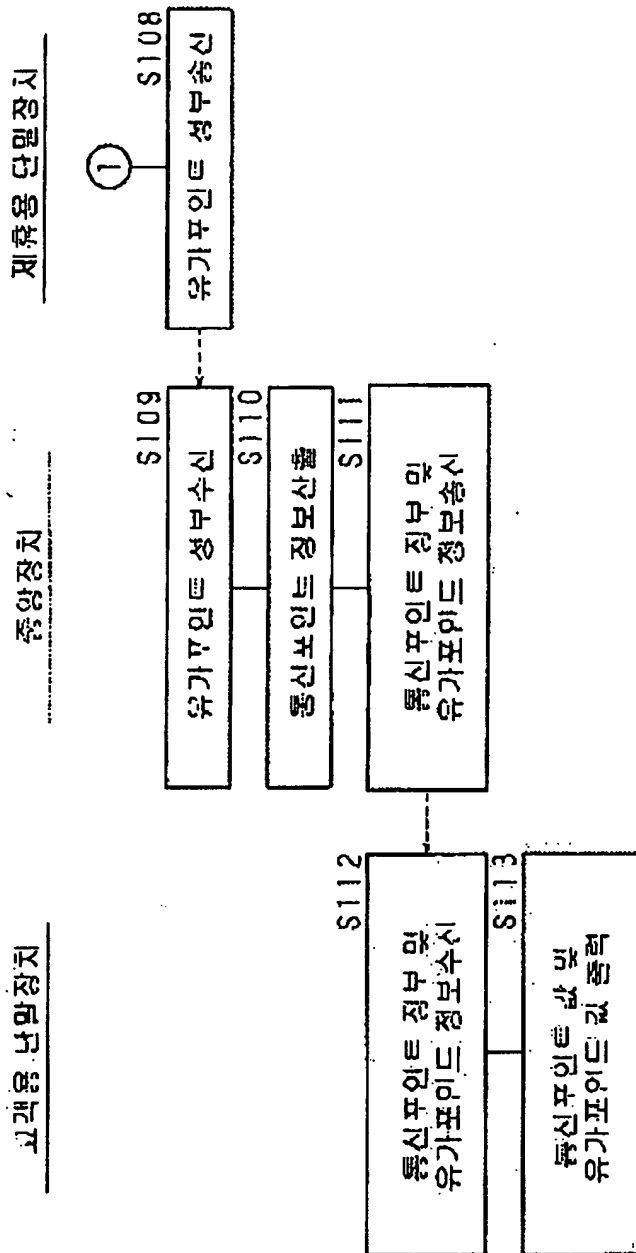 고객용 단말장치
중앙장치
제휴용 단말장치
1
S108
유가포인트 정보송신
S109
유가포인트 정보수신
S110
통신포인트 정보산출
S111
통신포인트 정보 및
유가포인트 정보송신
S112
통신포인트 정보 및
유가포인트 정보수신
S113
통신포인트 값 및
유가포인트 값 출력